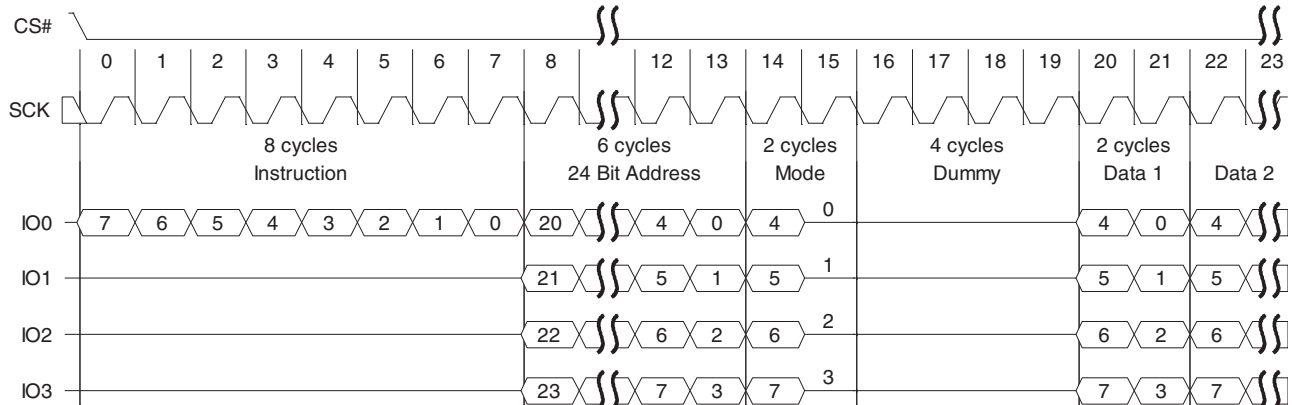 CS#
0 1 2 3 4 5 6 7 8 12 13 14 15 16 17 18 19 20 21 22 23
SCK
8 cycles 6 cycles 2 cycles 4 cycles 2 cycles
Instruction 24 Bit Address Mode Dummy Data 1 Data 2
IO0 7 6 5 4 3 2 1 0 20 4 0 4 0 4 0 4
IO1 21 5 1 5 1 5 1 5
IO2 22 6 2 6 2 6 2 6
IO3 23 7 3 7 3 7 3 7